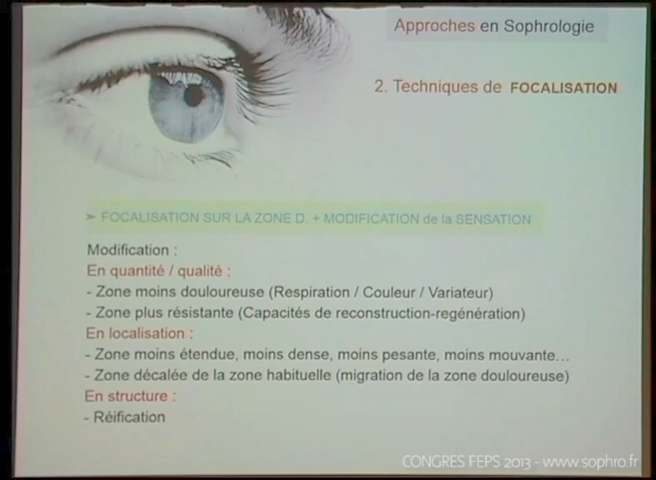 Approches en Sophrologie
2. Techniques de FOCALISATION
➢ FOCALISATION SUR LA ZONE D. + MODIFICATION de la SENSATION
Modification :
En quantité / qualité :
- Zone moins douloureuse (Respiration / Couleur / Variateur)
- Zone plus résistante (Capacités de reconstruction-regénération)
En localisation :
- Zone moins étendue, moins dense, moins pesante, moins mouvante...
- Zone décalée de la zone habituelle (migration de la zone douloureuse)
En structure :
- Réification
CONGRES FEPS 2013 - www.sophro.fr